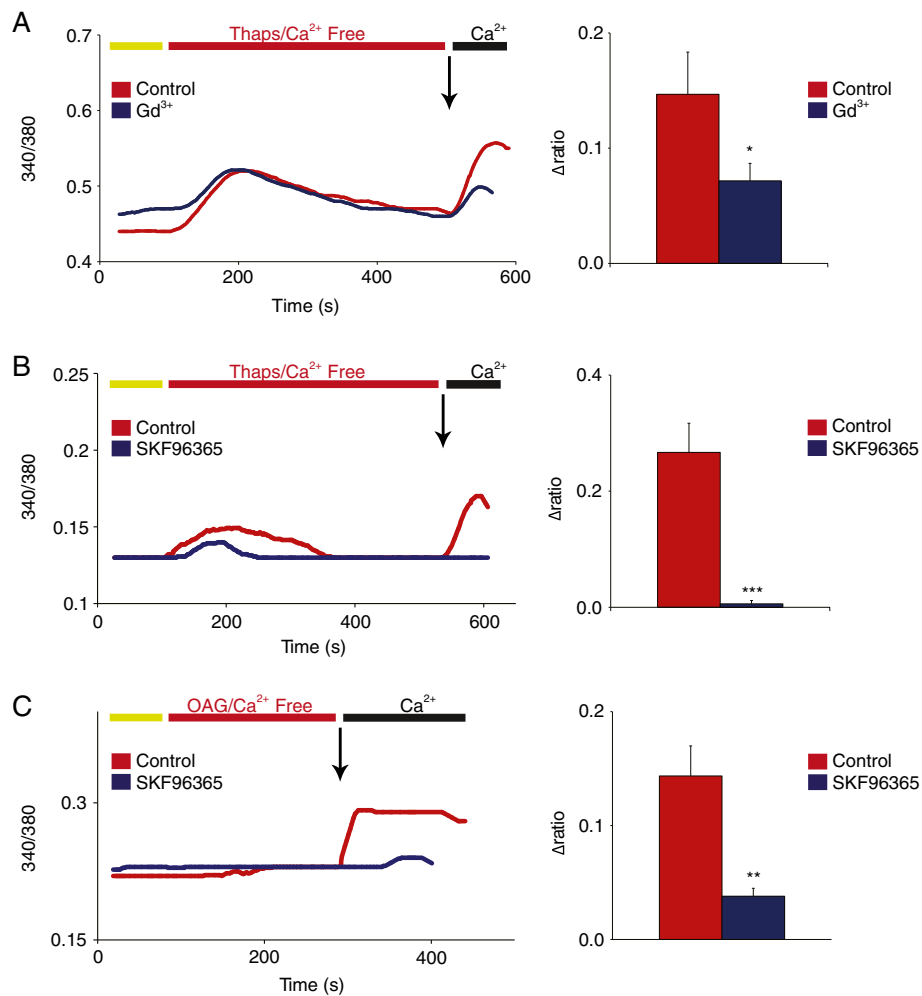 A
Thaps/Ca²⁺ Free
Ca²⁺
0.7
0.6
0.5
0.4
340/380
Control
Gd³⁺
0
200
400
600
Time (s)
0.2
0.1
0.0
Δratio
*
Control
Gd³⁺
B
Thaps/Ca²⁺ Free
Ca²⁺
0.25
0.15
0.1
340/380
Control
SKF96365
0
200
400
600
Time (s)
0.4
0.2
0.0
Δratio
***
Control
SKF96365
C
OAG/Ca²⁺ Free
Ca²⁺
0.3
0.15
340/380
Control
SKF96365
0
200
400
Time (s)
0.2
0.1
0.0
Δratio
**
Control
SKF96365